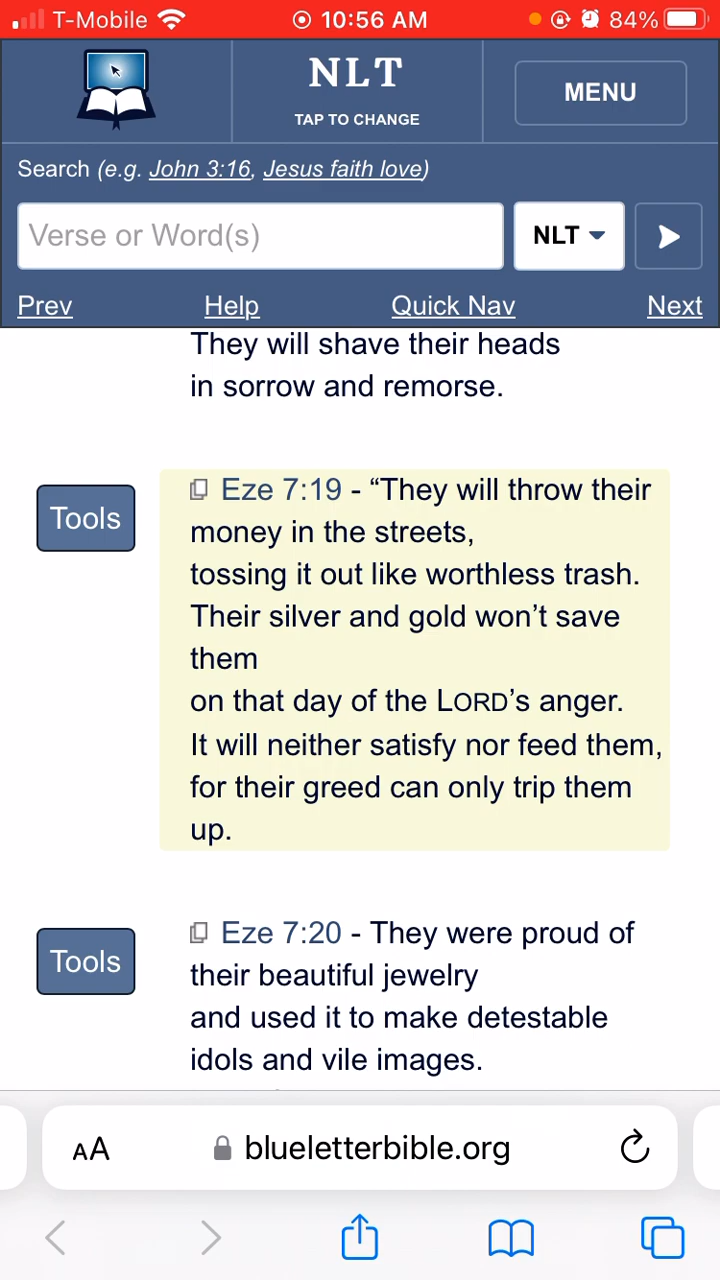 T-Mobile 10:56 AM 84%
NLT
TAP TO CHANGE
MENU
Search (e.g. John 3:16, Jesus faith love)
Verse or Word(s)
NLT
Prev Help Quick Nav Next
They will shave their heads
in sorrow and remorse.
Tools
Eze 7:19 - “They will throw their
money in the streets,
tossing it out like worthless trash.
Their silver and gold won’t save
them
on that day of the LORD’s anger.
It will neither satisfy nor feed them,
for their greed can only trip them
up.
Tools
Eze 7:20 - They were proud of
their beautiful jewelry
and used it to make detestable
idols and vile images.
AA blueletterbible.org